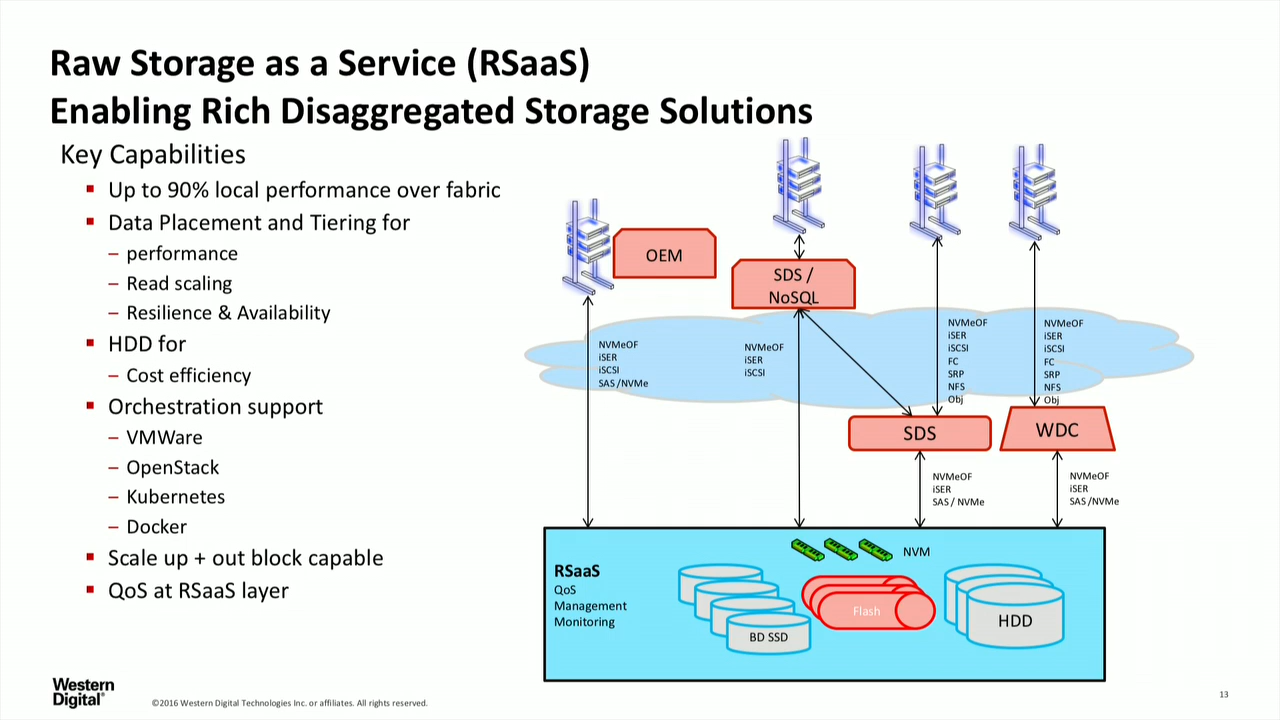 Raw Storage as a Service (RSaaS)
Enabling Rich Disaggregated Storage Solutions
Key Capabilities
▪ Up to 90% local performance over fabric
▪ Data Placement and Tiering for
– performance
– Read scaling
– Resilience & Availability
▪ HDD for
– Cost efficiency
▪ Orchestration support
– VMWare
– OpenStack
– Kubernetes
– Docker
▪ Scale up + out block capable
▪ QoS at RSaaS layer
OEM
SDS /
NoSQL
NVMeOF
iSER
iSCSI
SAS /NVMe
NVMeOF
iSER
iSCSI
NVMeOF
iSER
iSCSI
FC
SRP
NFS
Obj
NVMeOF
iSER
iSCSI
FC
SRP
NFS
Obj
SDS
WDC
NVMeOF
iSER
SAS / NVMe
NVMeOF
iSER
SAS /NVMe
RSaaS
QoS
Management
Monitoring
NVM
BD SSD
Flash
HDD
Western
Digital®
©2016 Western Digital Technologies Inc. or affiliates. All rights reserved.
13